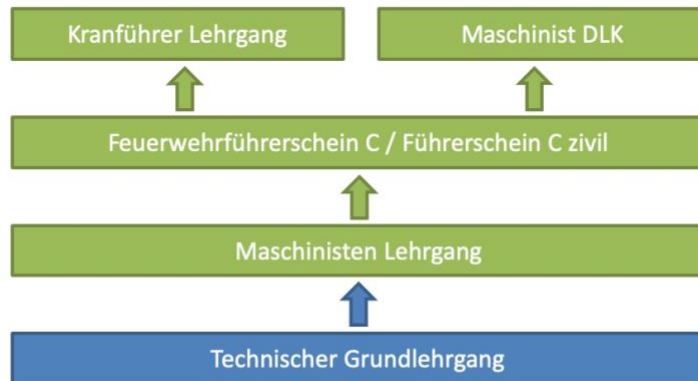 Kranführer Lehrgang
Maschinist DLK
Feuerwehrführerschein C / Führerschein C zivil
Maschinisten Lehrgang
Technischer Grundlehrgang